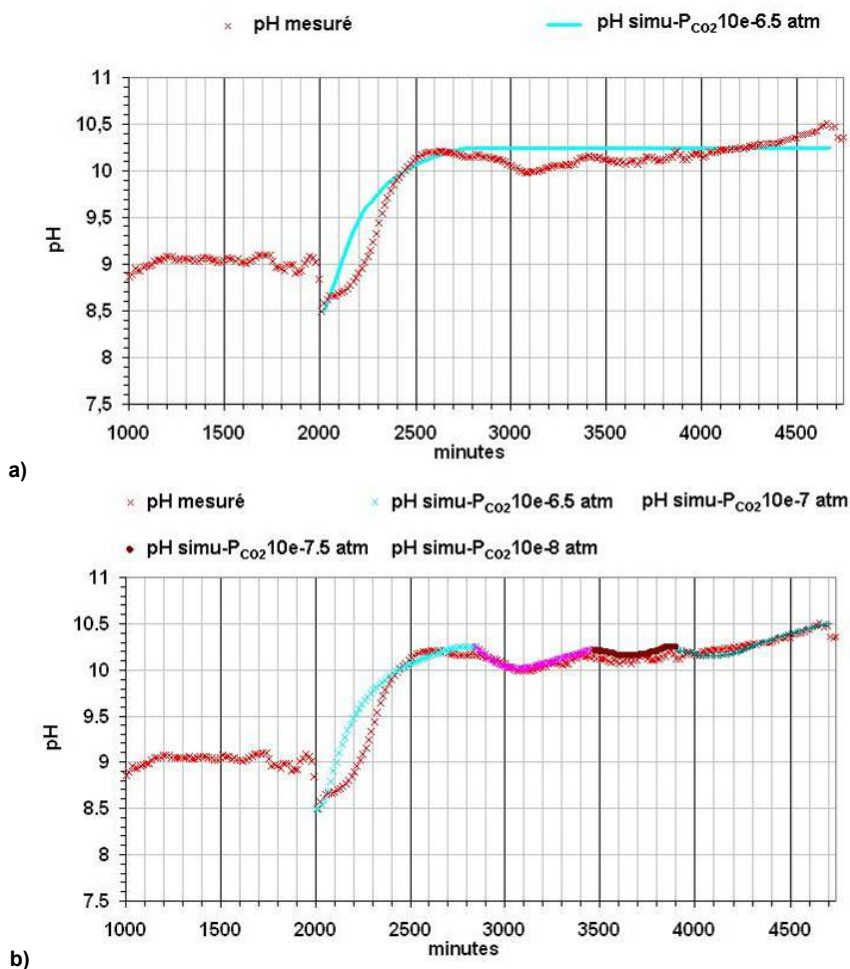 pH mesuré pH simu-PCO210e-6.5 atm
11
10,5
10
9,5
9
8,5
8
7,5
pH
1000 1500 2000 2500 3000 3500 4000 4500
minutes
a)
pH mesuré pH simu-PCO210e-6.5 atm pH simu-PCO210e-7 atm
pH simu-PCO210e-7.5 atm pH simu-PCO210e-8 atm
11
10.5
10
9.5
9
8.5
8
7.5
pH
1000 1500 2000 2500 3000 3500 4000 4500
minutes
b)